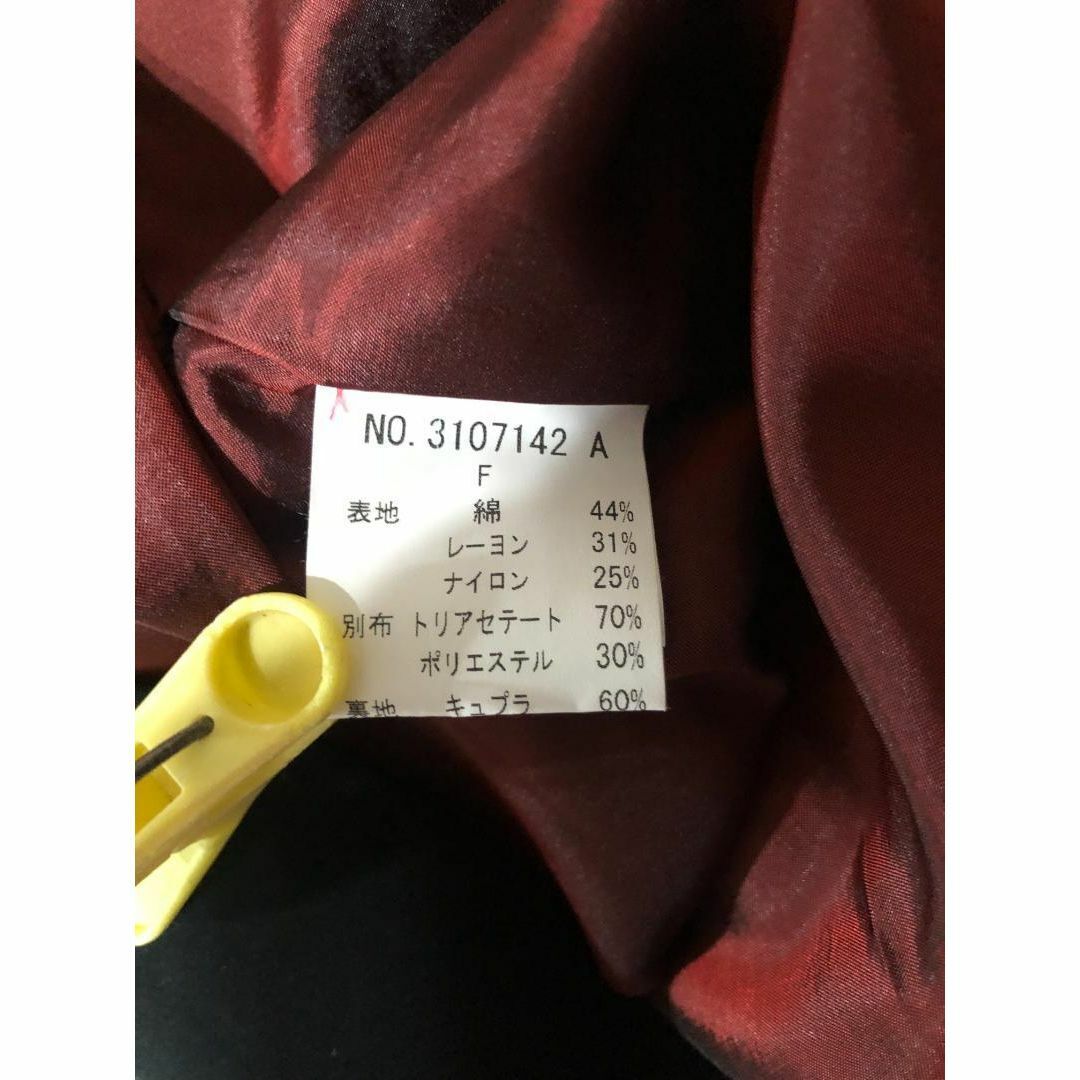 NO. 3107142 A
F
表地 綿 44%
レーヨン 31%
ナイロン 25%
別布 トリアセテート 70%
ポリエステル 30%
裏地 キュプラ 60%